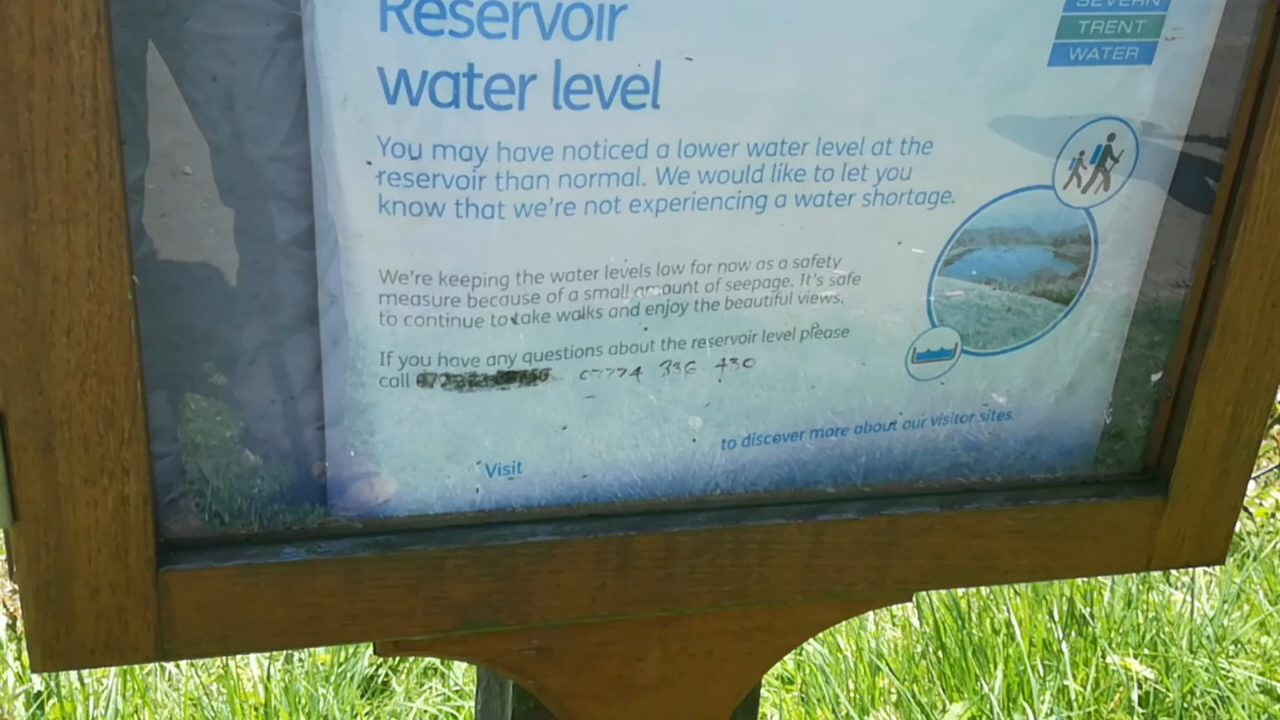 Reservoir
water level
SEVERN
TRENT
WATER
You may have noticed a lower water level at the
reservoir than normal. We would like to let you
know that we're not experiencing a water shortage.
We're keeping the water levels low for now as a safety
measure because of a small amount of seepage. It's safe
to continue to take walks and enjoy the beautiful views.
If you have any questions about the reservoir level please
call 07774 336 430
Visit
to discover more about our visitor sites.